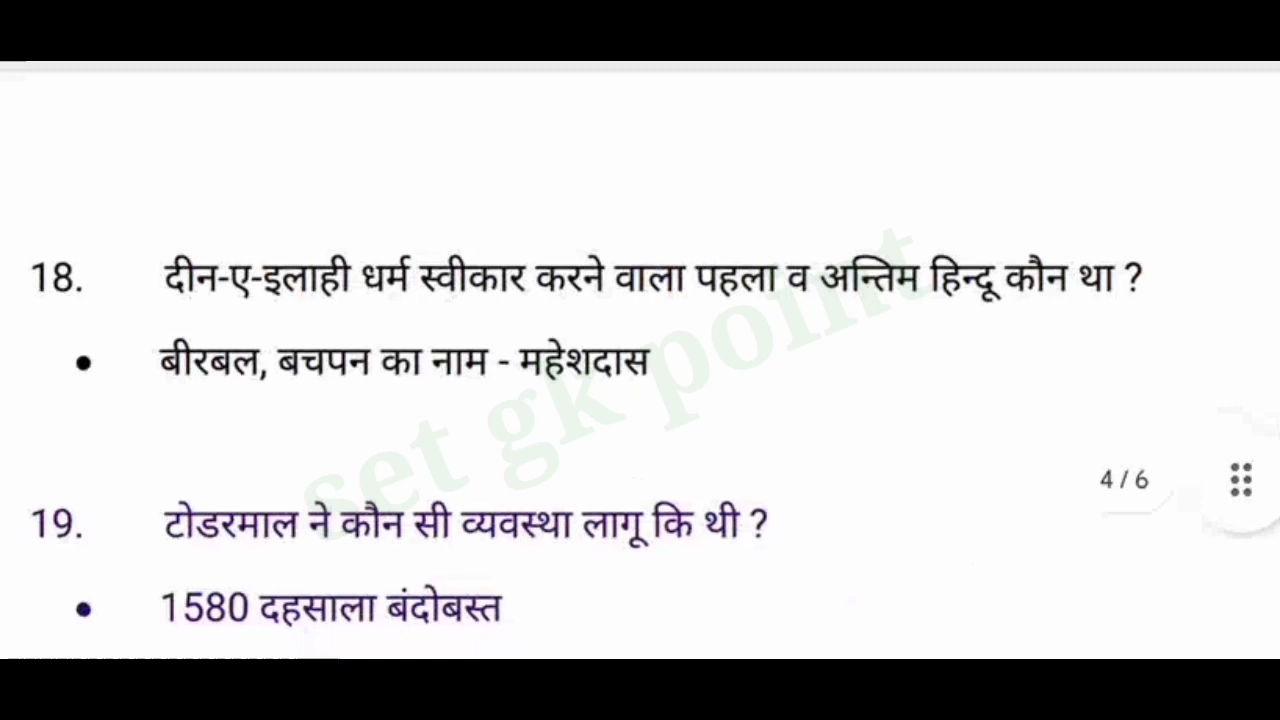 18. दीन-ए-इलाही धर्म स्वीकार करने वाला पहला व अन्तिम हिन्दू कौन था ?
• बीरबल, बचपन का नाम - महेशदास
set gk point
4 / 6
19. टोडरमाल ने कौन सी व्यवस्था लागू कि थी ?
• 1580 दहसाला बंदोबस्त